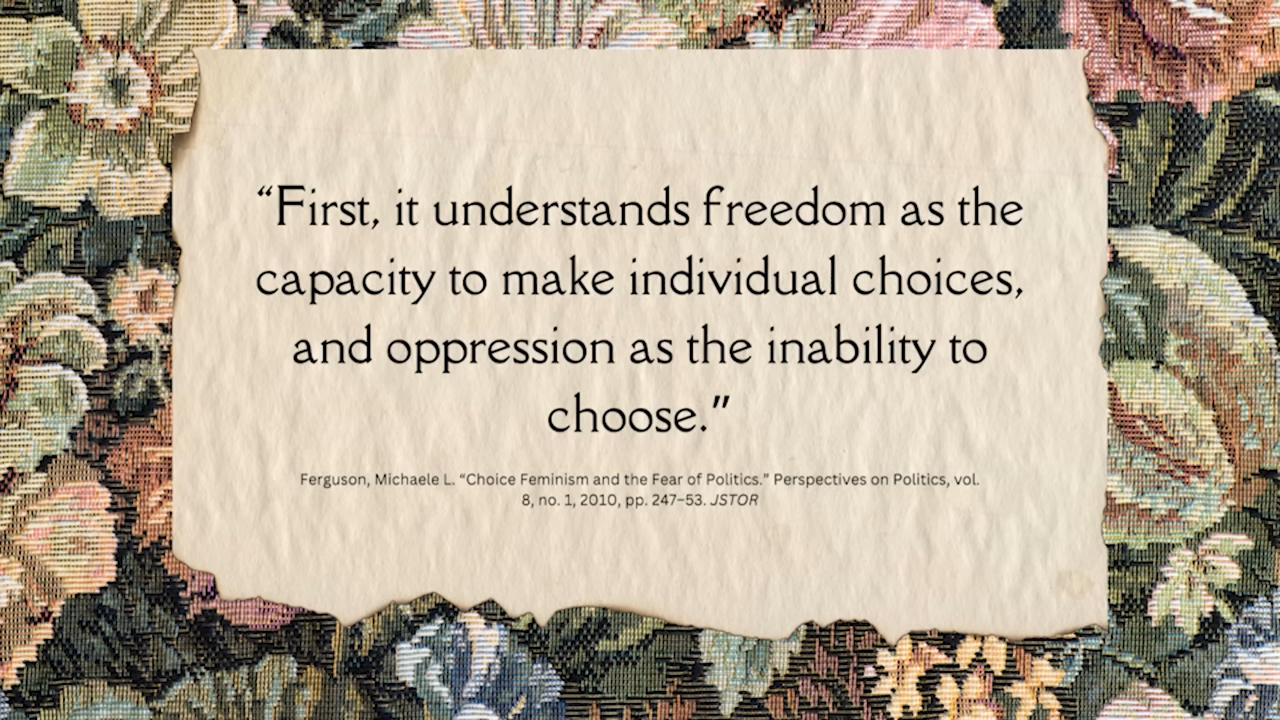 “First, it understands freedom as the
capacity to make individual choices,
and oppression as the inability to
choose.”
Ferguson, Michaele L. “Choice Feminism and the Fear of Politics.” Perspectives on Politics, vol.
8, no. 1, 2010, pp. 247–53. JSTOR